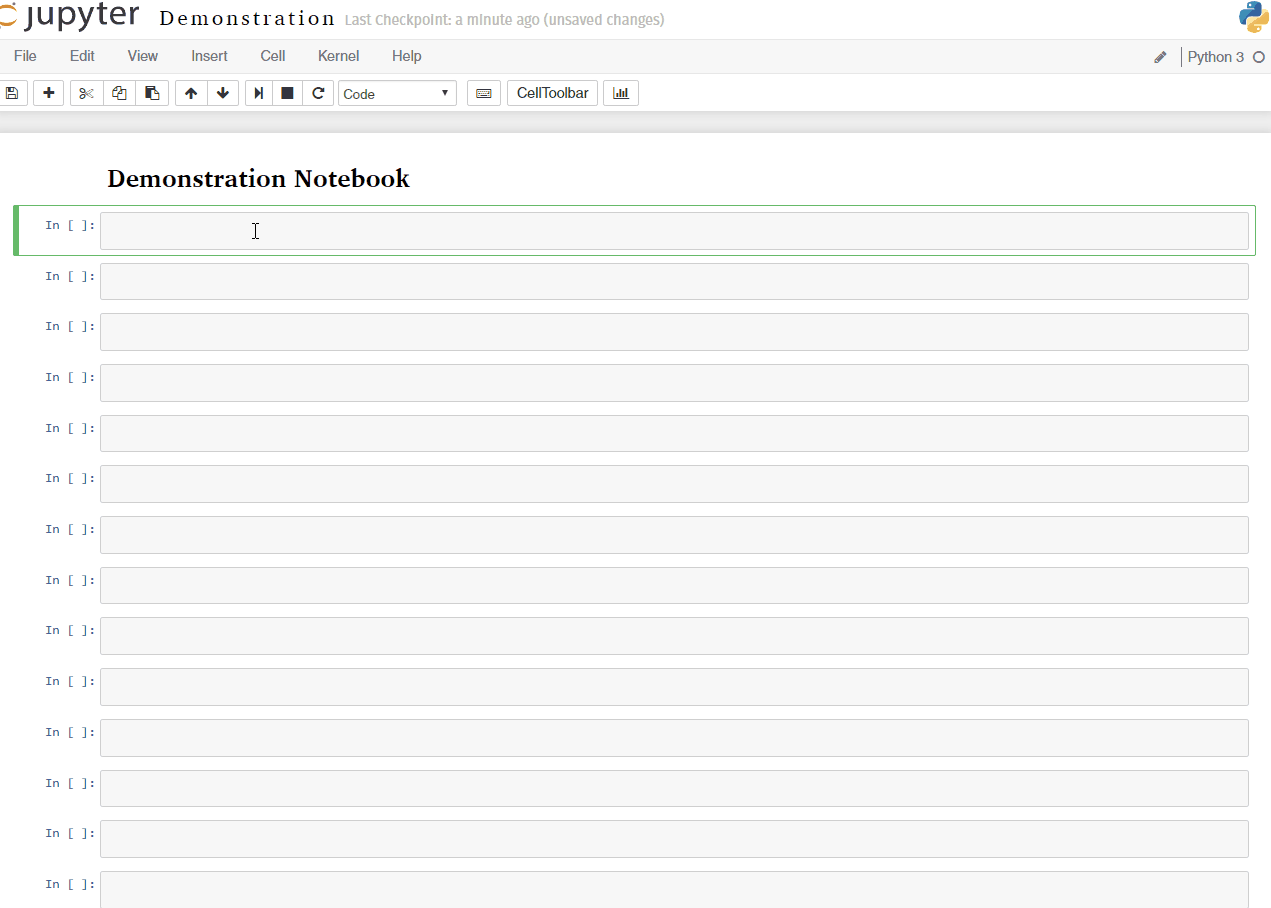 jupyter Demonstration Last Checkpoint: a minute ago (unsaved changes)
File Edit View Insert Cell Kernel Help Python 3
Code CellToolbar
Demonstration Notebook
In [ ]:
In [ ]:
In [ ]:
In [ ]:
In [ ]:
In [ ]:
In [ ]:
In [ ]:
In [ ]:
In [ ]:
In [ ]:
In [ ]:
In [ ]:
In [ ]: